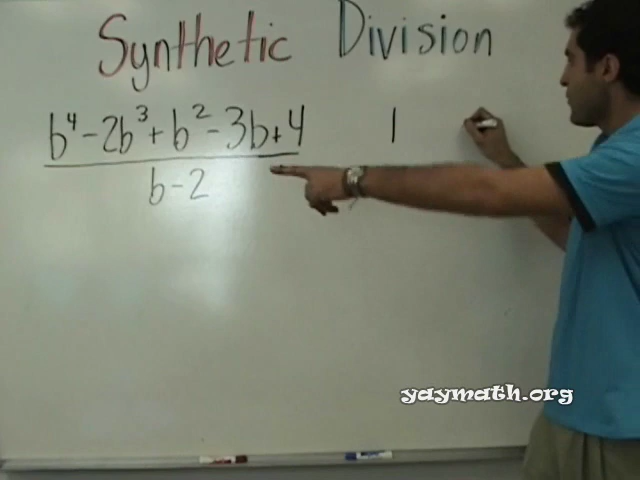 Synthetic Division
b⁴ - 2b³ + b² - 3b + 4 1
b - 2
yaymath.org